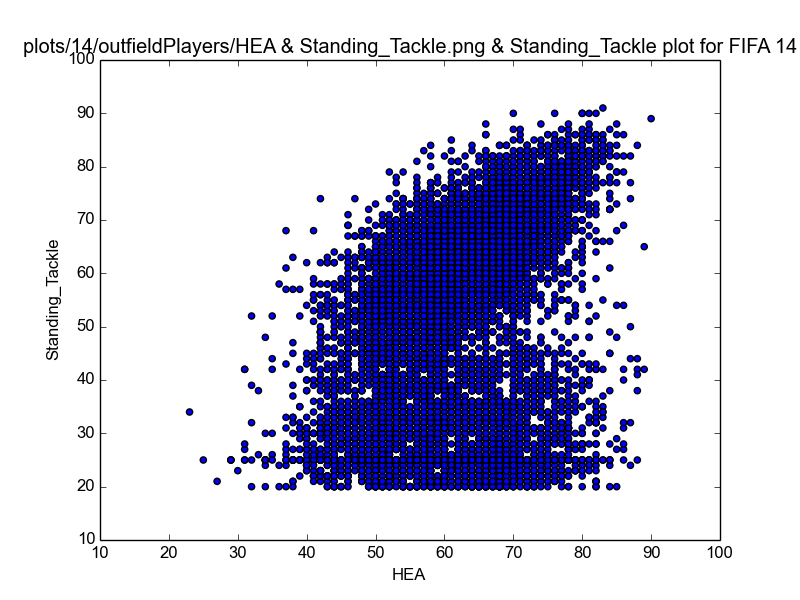 plots/14/outfieldPlayers/HEA & Standing_Tackle.png & Standing_Tackle plot for FIFA 14
100
90
80
70
60
50
40
30
20
10
Standing_Tackle
10 20 30 40 50 60 70 80 90 100
HEA